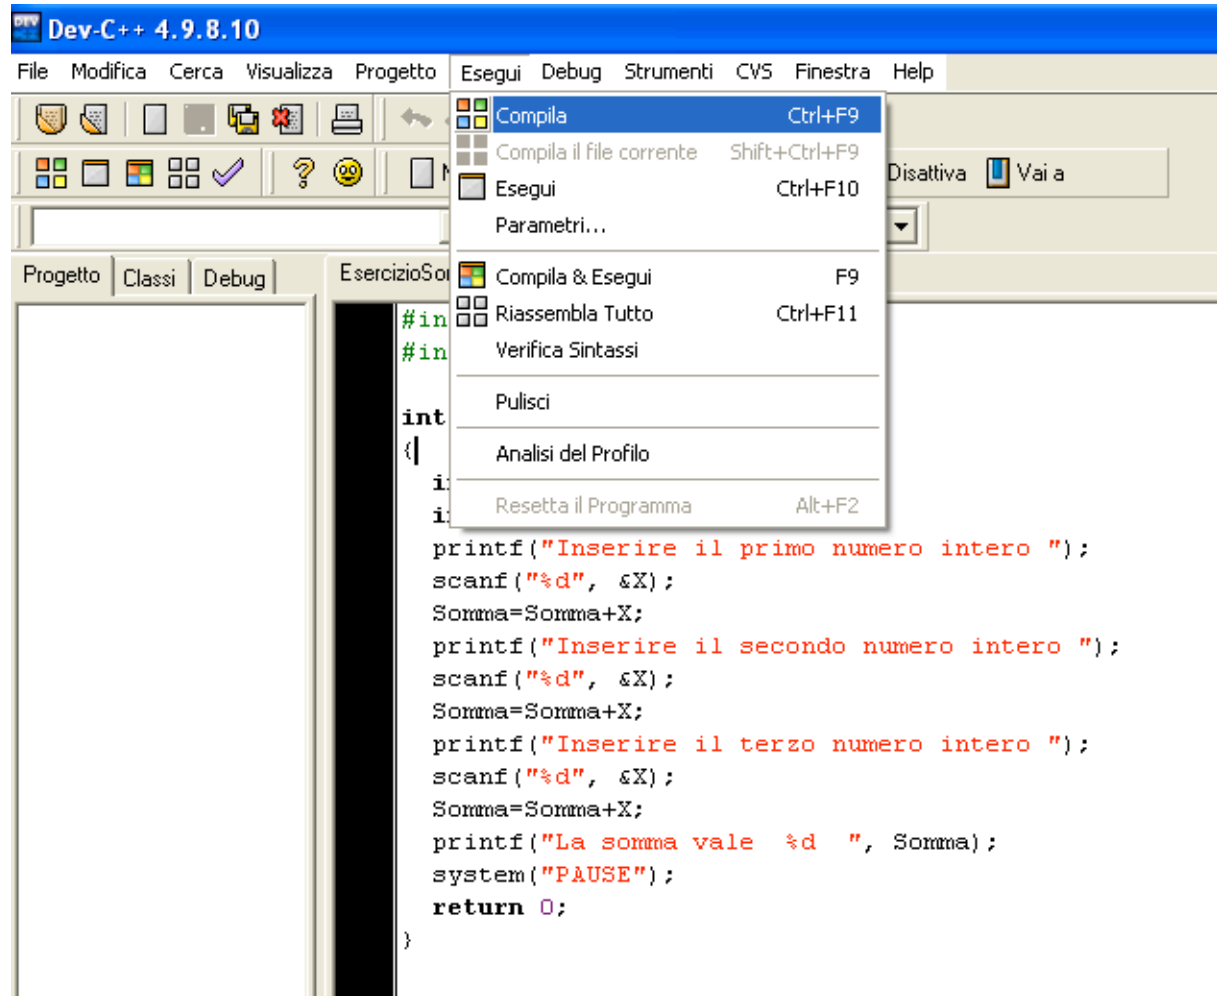 Dev-C++ 4.9.8.10
File Modifica Cerca Visualizza Progetto Esegui Debug Strumenti CVS Finestra Help
Compila Ctrl+F9
Compila il file corrente Shift+Ctrl+F9
Esegui Ctrl+F10
Disattiva Vai a
Parametri...
Compila & Esegui F9
Riassembla Tutto Ctrl+F11
Verifica Sintassi
Pulisci
Analisi del Profilo
Resetta il Programma Alt+F2
Progetto Classi Debug
EsercizioSo
#in
#in
int
{
i
i
printf("Inserire il primo numero intero ");
scanf("%d", &X);
Somma=Somma+X;
printf("Inserire il secondo numero intero ");
scanf("%d", &X);
Somma=Somma+X;
printf("Inserire il terzo numero intero ");
scanf("%d", &X);
Somma=Somma+X;
printf("La somma vale  %d  ", Somma);
system("PAUSE");
return 0;
}